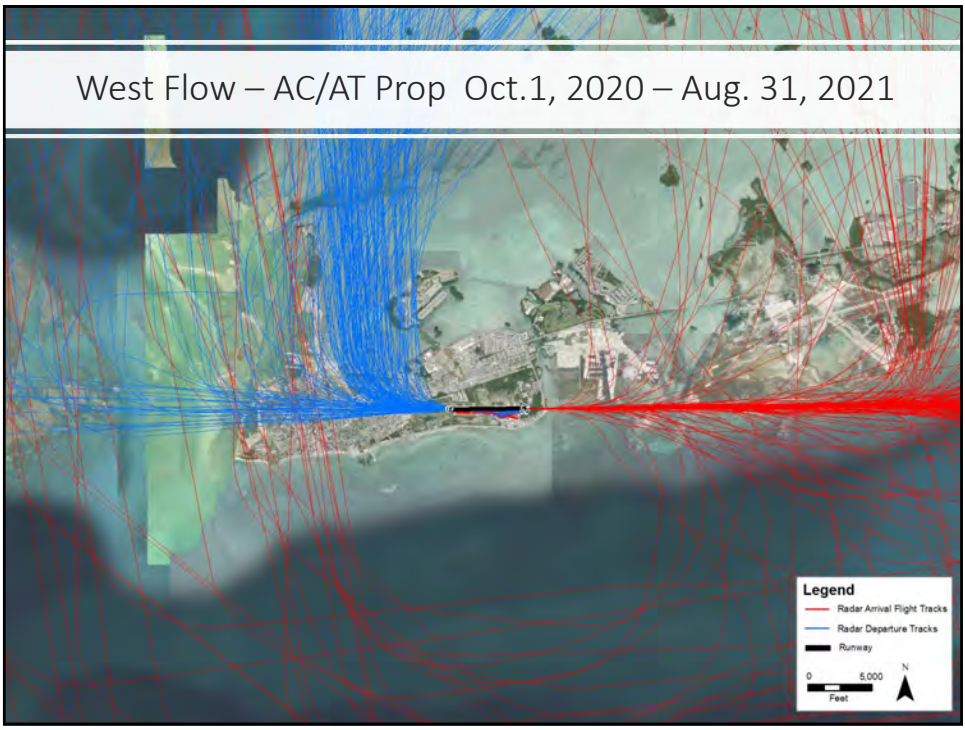 West Flow – AC/AT Prop Oct.1, 2020 – Aug. 31, 2021
Legend
Radar Arrival Flight Tracks
Radar Departure Tracks
Runway
0 5,000
Feet
N